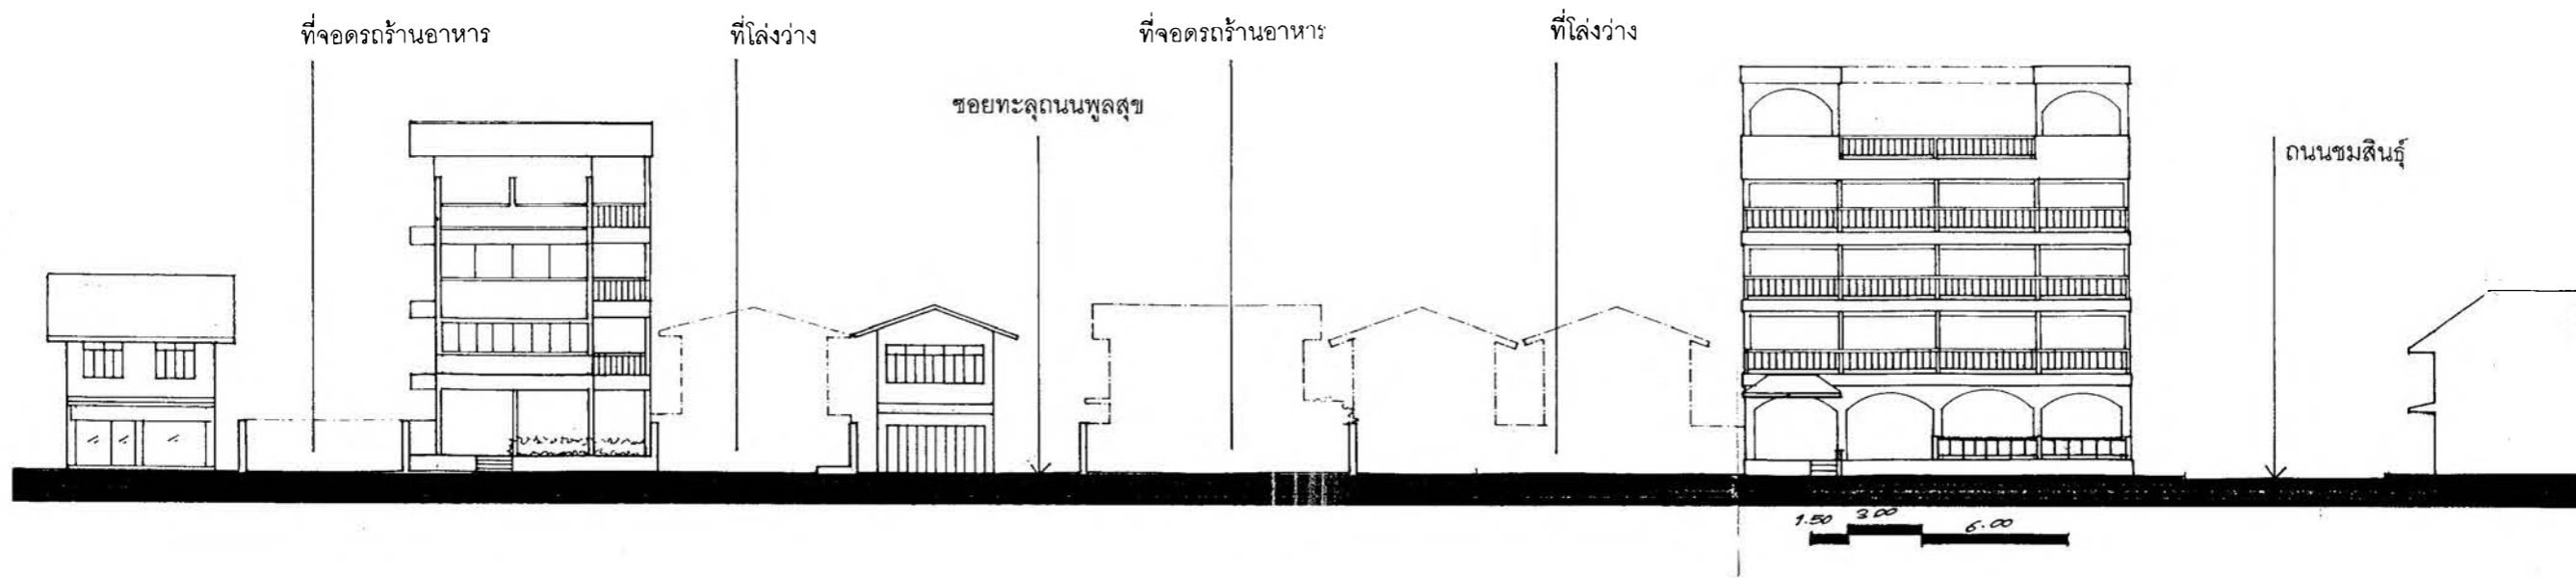 ที่จอดรถร้านอาหาร
ที่โล่งว่าง
ที่จอดรถร้านอาหาร
ที่โล่งว่าง
ซอยทะลุถนนพูลสุข
ถนนชมสินธุ์
1.50 3.00 6.00